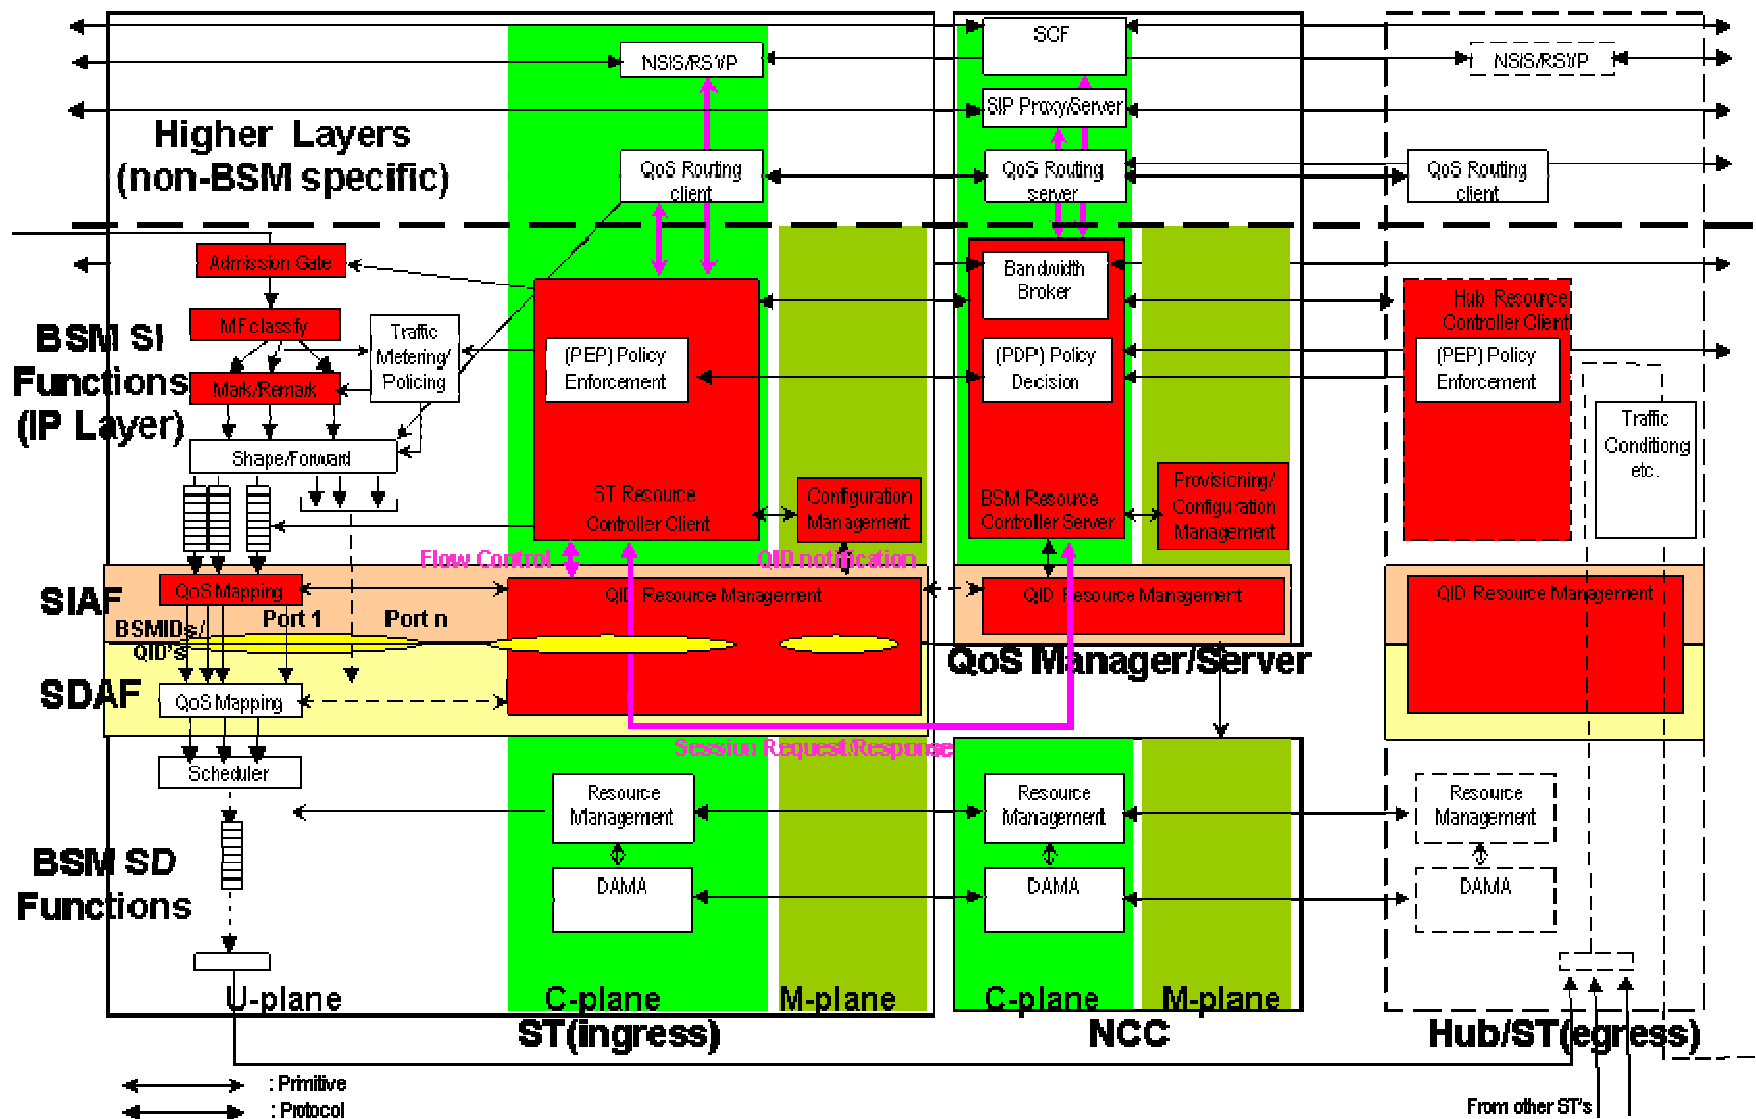 SCF
NSIS/RSVP
NSIS/RSVP
SIP Proxy/Server
Higher Layers
(non-BSM specific)
QoS Routing
client
QoS Routing
server
QoS Routing
client
Admission Gate
Bandwidth
Broker
MF classify
Hub Resource
Controller Client
BSM SI
Functions
(IP Layer)
Traffic
Metering/
Policing
(PEP) Policy
Enforcement
(PDP) Policy
Decision
(PEP) Policy
Enforcement
Mark/Remark
Traffic
Conditiong
etc.
Shape/Forward
ST Resource
Controller Client
Configuration
Management
BSM Resource
Controller Server
Provisioning/
Configuration
Management
Flow Control
QID notification
SIAF
QoS Mapping
QID Resource Management
QID Resource Management
QID Resource Management
BSMIDs/
QID's
Port 1
Port n
QoS Manager/Server
SDAF
QoS Mapping
Session Request/Response
Scheduler
Resource
Management
Resource
Management
Resource
Management
BSM SD
Functions
DAMA
DAMA
DAMA
U-plane
C-plane
M-plane
C-plane
M-plane
ST(ingress)
NCC
Hub/ST(egress)
: Primitive
: Protocol
From other ST's